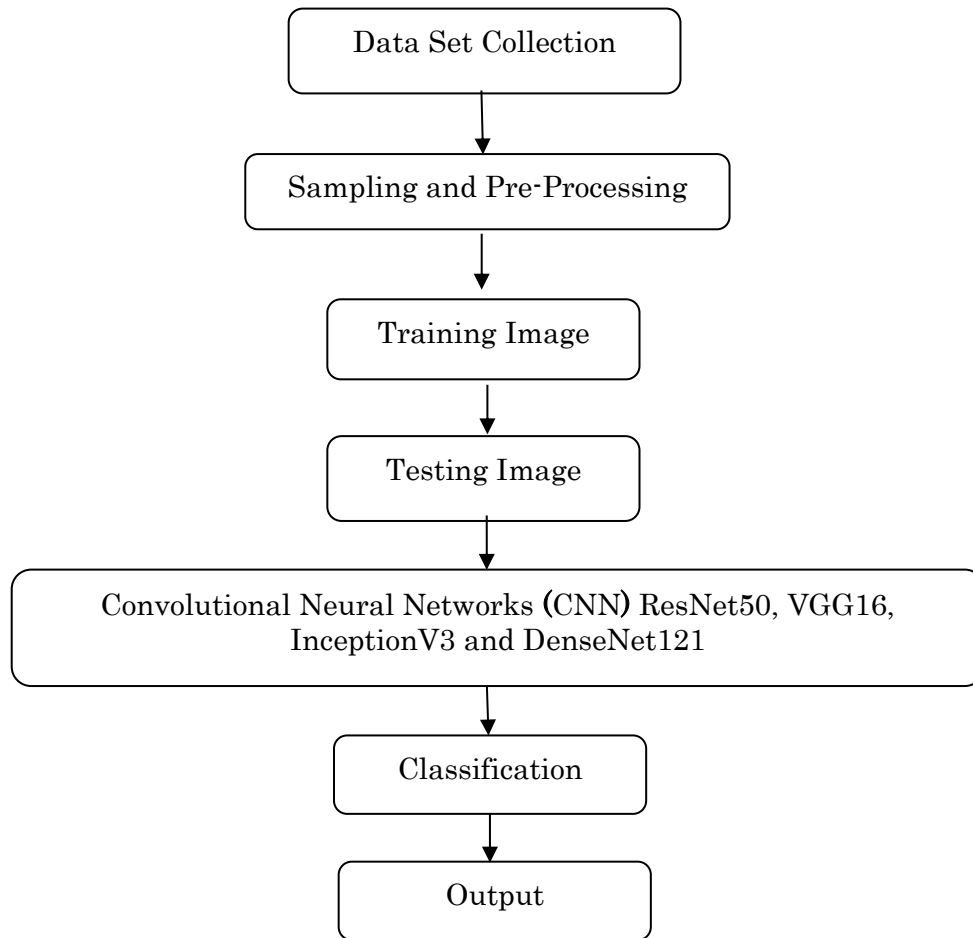 Data Set Collection
Sampling and Pre-Processing
Training Image
Testing Image
Convolutional Neural Networks (CNN) ResNet50, VGG16,
InceptionV3 and DenseNet121
Classification
Output